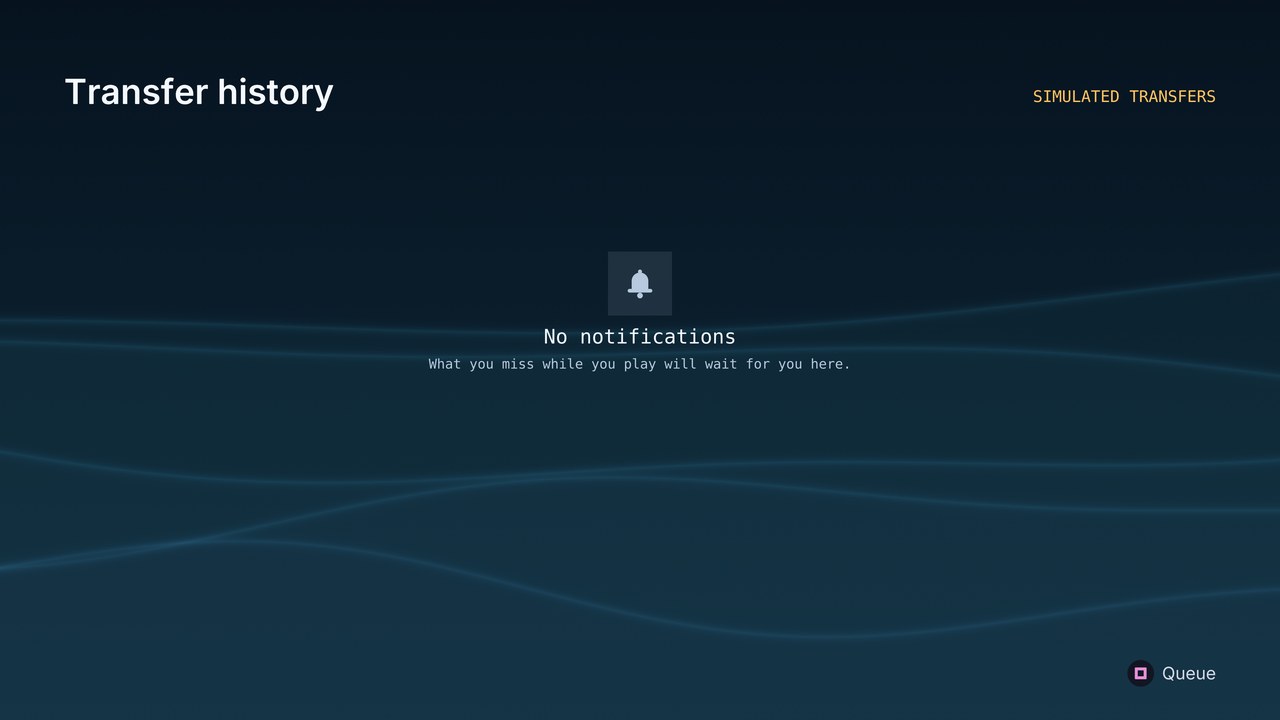 Transfer history
SIMULATED TRANSFERS
No notifications
What you miss while you play will wait for you here.
Queue